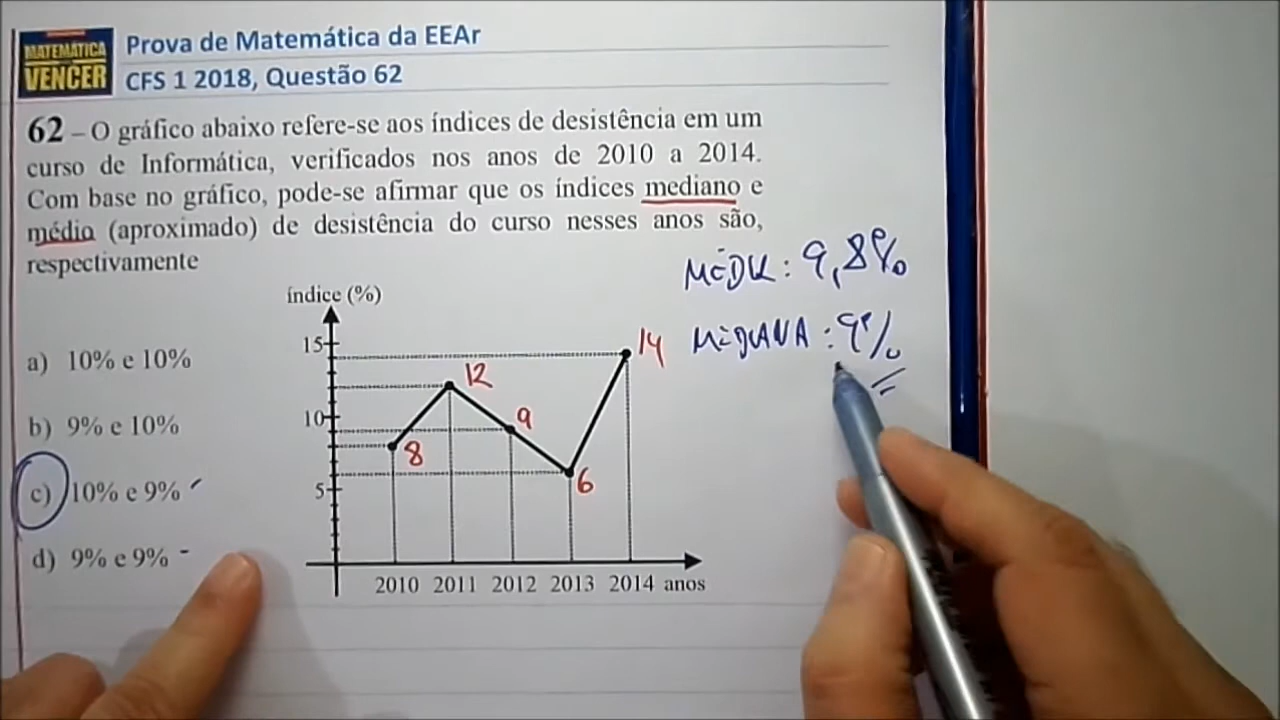 MATEMÁTICA
VENCER
Prova de Matemática da EEAr
CFS 1 2018, Questão 62
62 – O gráfico abaixo refere-se aos índices de desistência em um
curso de Informática, verificados nos anos de 2010 a 2014.
Com base no gráfico, pode-se afirmar que os índices mediano e
médio (aproximado) de desistência do curso nesses anos são,
respectivamente
MÉDIA : 9,8%
MEDIANA : 9%
a) 10% e 10%
b) 9% e 10%
c) 10% e 9%
d) 9% e 9%
índice (%)
15
14
12
10
9
8
6
5
2010 2011 2012 2013 2014 anos